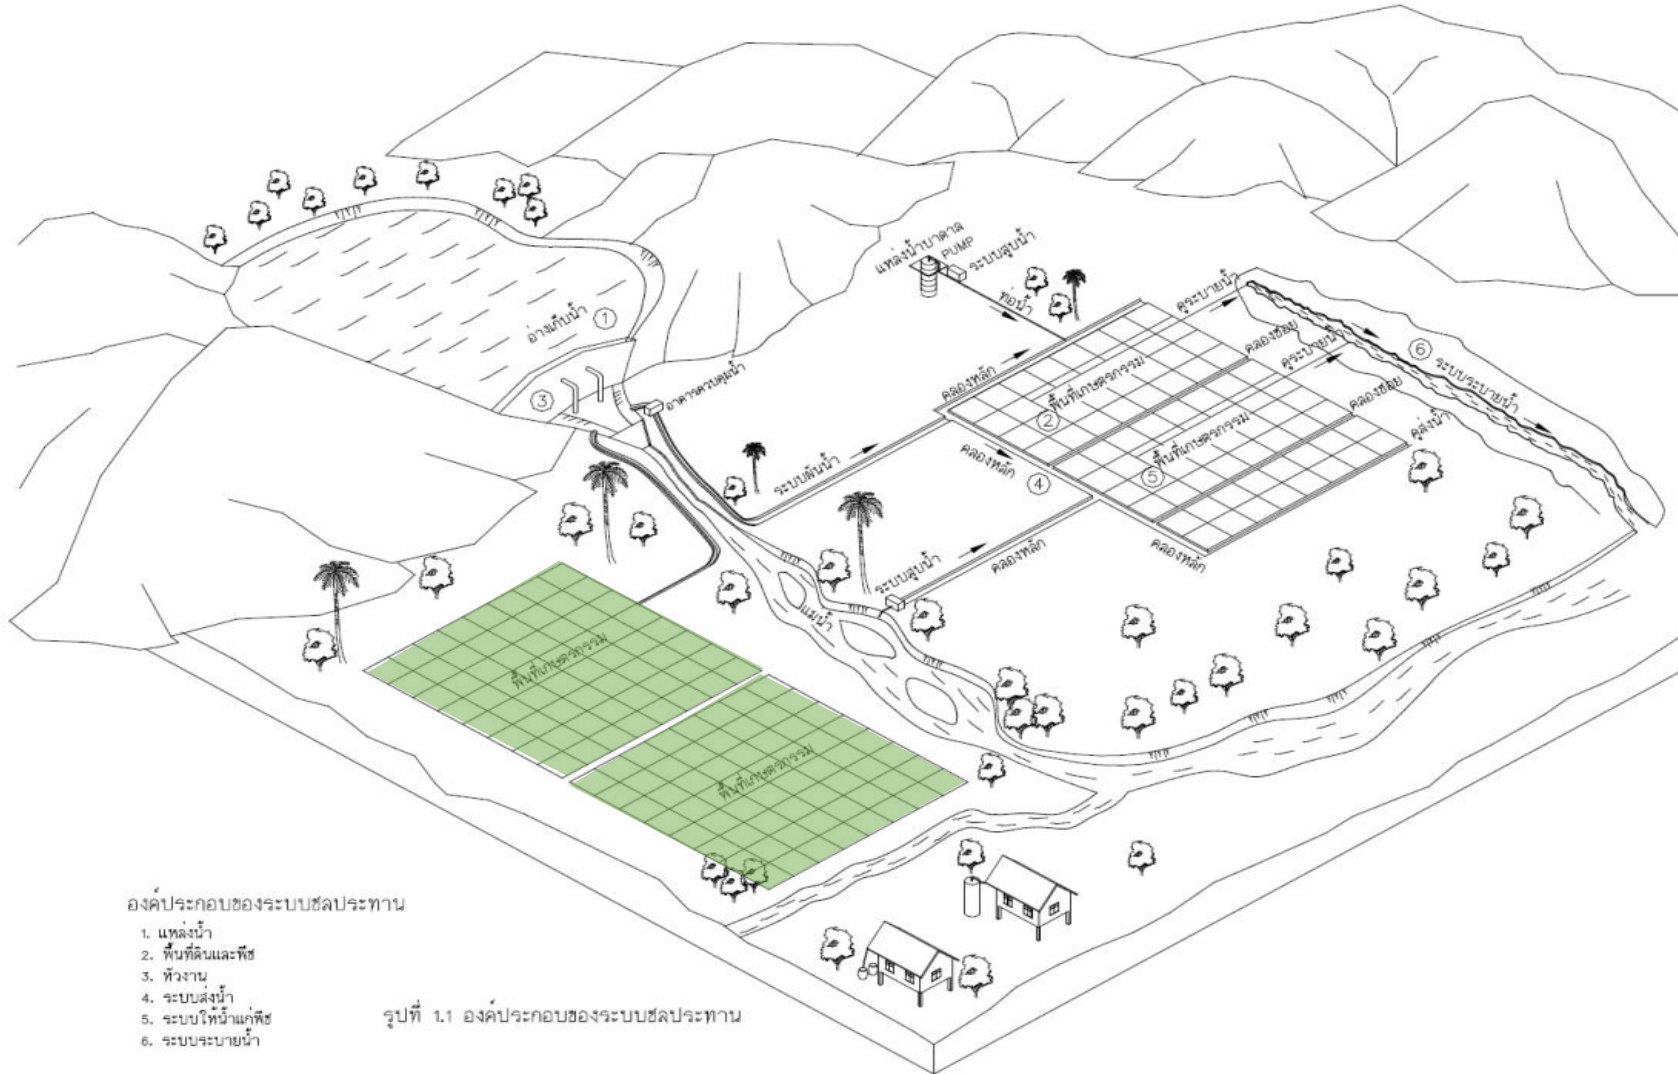 แหล่งน้ำบาดาล
PUMP
ระบบสูบน้ำ
ท่อน้ำ
คูระบายน้ำ
อ่างเก็บน้ำ 1
คลองซอย
คูระบายน้ำ
6 ระบบระบายน้ำ
3
อาคารควบคุมน้ำ
คลองหลัก
พื้นที่เกษตรกรรม
2
คลองซอย
พื้นที่เกษตรกรรม
คูส่งน้ำ
ระบบผันน้ำ
คลองหลัก
4
5
คลองหลัก
คลองหลัก
ระบบสูบน้ำ
แม่น้ำ
พื้นที่เกษตรกรรม
พื้นที่เกษตรกรรม
องค์ประกอบของระบบชลประทาน
1. แหล่งน้ำ
2. พื้นที่ดินและพืช
3. หัวงาน
4. ระบบส่งน้ำ
5. ระบบให้น้ำแก่พืช
6. ระบบระบายน้ำ
รูปที่ 1.1 องค์ประกอบของระบบชลประทาน